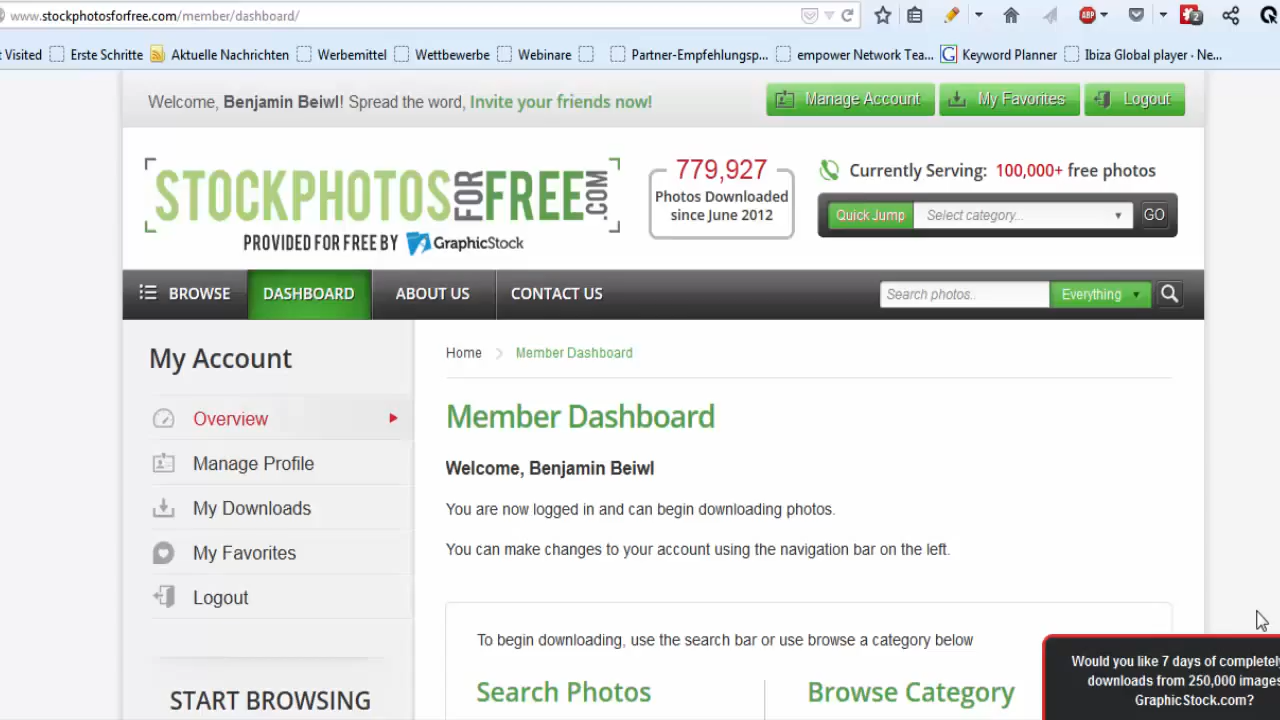 www.stockphotosforfree.com/member/dashboard/
ABP
2
Visited Erste Schritte Aktuelle Nachrichten Werbemittel Wettbewerbe Webinare Partner-Empfehlungsp... empower Network Tea... G Keyword Planner Ibiza Global player · Ne...
Welcome, Benjamin Beiwl! Spread the word, Invite your friends now!
Manage Account My Favorites Logout
STOCKPHOTOSFORFREE.COM
PROVIDED FOR FREE BY GraphicStock
779,927
Photos Downloaded
since June 2012
Currently Serving: 100,000+ free photos
Quick Jump Select category... GO
BROWSE DASHBOARD ABOUT US CONTACT US
Search photos.. Everything
My Account
Overview
Manage Profile
My Downloads
My Favorites
Logout
START BROWSING
Home Member Dashboard
Member Dashboard
Welcome, Benjamin Beiwl
You are now logged in and can begin downloading photos.
You can make changes to your account using the navigation bar on the left.
To begin downloading, use the search bar or use browse a category below
Search Photos Browse Category
Would you like 7 days of completely
downloads from 250,000 images
GraphicStock.com?